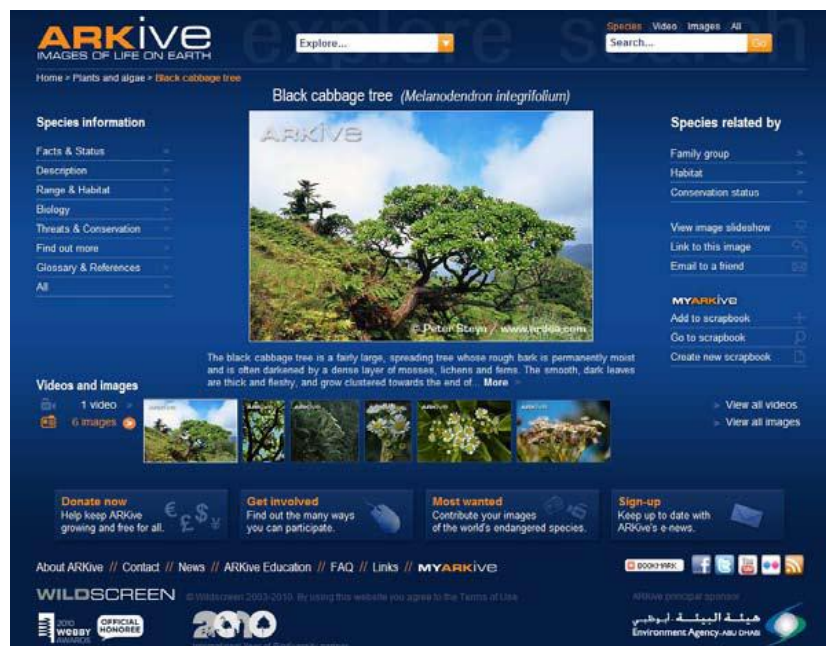 explore search
ARKive
IMAGES OF LIFE ON EARTH
Explore...
Species Video Images All
Search...
Go
Home > Plants and algae > Black cabbage tree
Black cabbage tree (Melanodendron integrifolium)
Species information
Facts & Status
Description
Range & Habitat
Biology
Threats & Conservation
Find out more
Glossary & References
All
ARKive
© Peter Steyn / www.ardea.com
Species related by
Family group
Habitat
Conservation status
View image slideshow
Link to this image
Email to a friend
MYARKive
Add to scrapbook
Go to scrapbook
Create new scrapbook
The black cabbage tree is a fairly large, spreading tree whose rough bark is permanently moist
and is often darkened by a dense layer of mosses, lichens and ferns. The smooth, dark leaves
are thick and fleshy, and grow clustered towards the end of... More
Videos and images
1 video
6 images
View all videos
View all images
Donate now
Help keep ARKive
growing and free for all.
Get involved
Find out the many ways
you can participate.
Most wanted
Contribute your images
of the world's endangered species.
Sign-up
Keep up to date with
ARKive's e-news.
About ARKive // Contact // News // ARKive Education // FAQ // Links // MYARKive
BOOKMARK
WILDSCREEN
© Wildscreen 2003-2010. By using this website you agree to the Terms of Use
ARKive principal sponsor
2010
WEBBY
AWARDS
OFFICIAL
HONOREE
2010
International Year of Biodiversity partner
هيئة البيئة - أبوظبي
Environment Agency-ABU DHABI